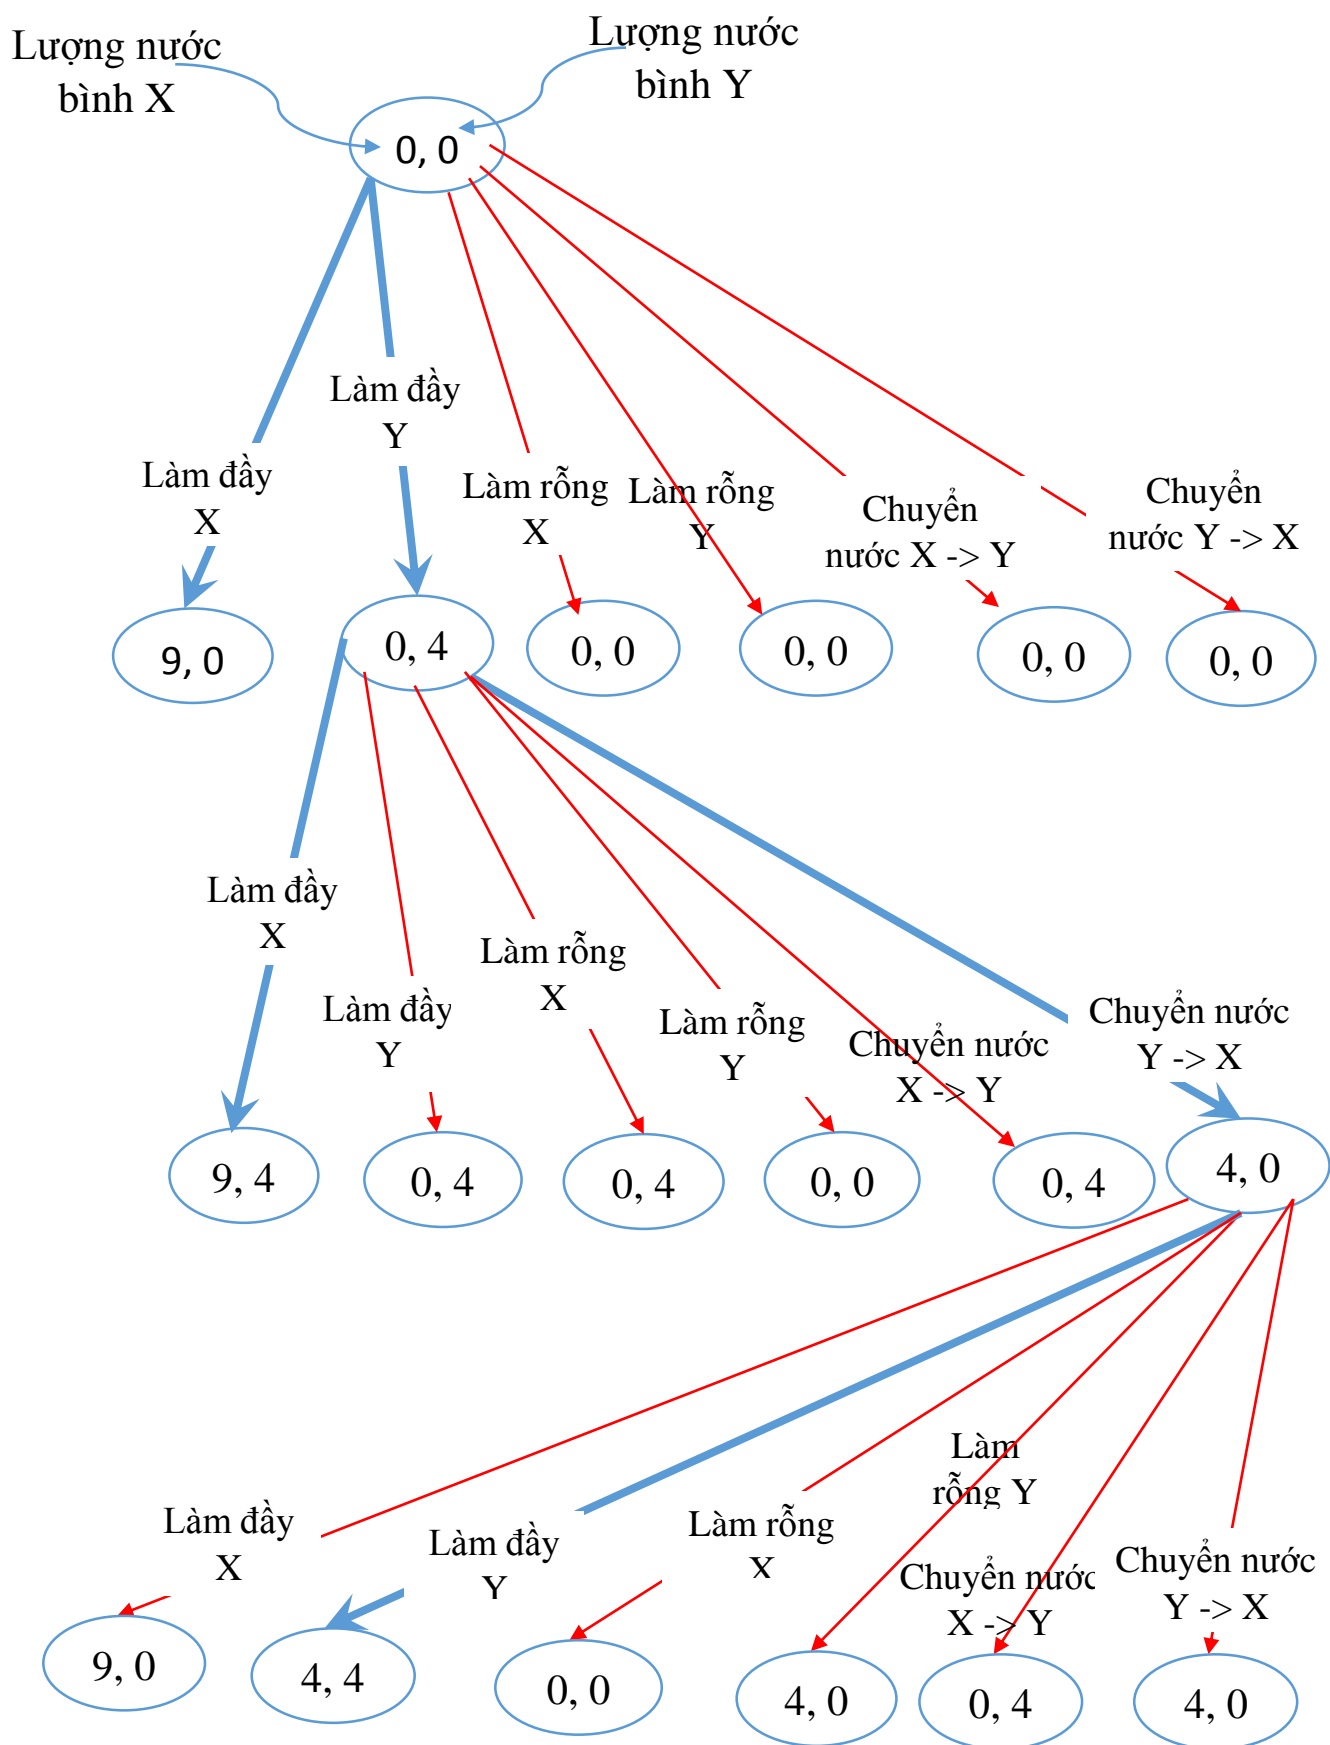 Lượng nước
bình X
Lượng nước
bình Y
0, 0
Làm đầy
X
Làm đầy
Y
Làm rỗng
X
Làm rỗng
Y
Chuyển
nước X -> Y
Chuyển
nước Y -> X
9, 0
0, 4
0, 0
0, 0
0, 0
0, 0
Làm đầy
X
Làm đầy
Y
Làm rỗng
X
Làm rỗng
Y
Chuyển nước
X -> Y
Chuyển nước
Y -> X
9, 4
0, 4
0, 4
0, 0
0, 4
4, 0
Làm đầy
X
Làm đầy
Y
Làm rỗng
X
Làm
rỗng Y
Chuyển nước
X -> Y
Chuyển nước
Y -> X
9, 0
4, 4
0, 0
4, 0
0, 4
4, 0